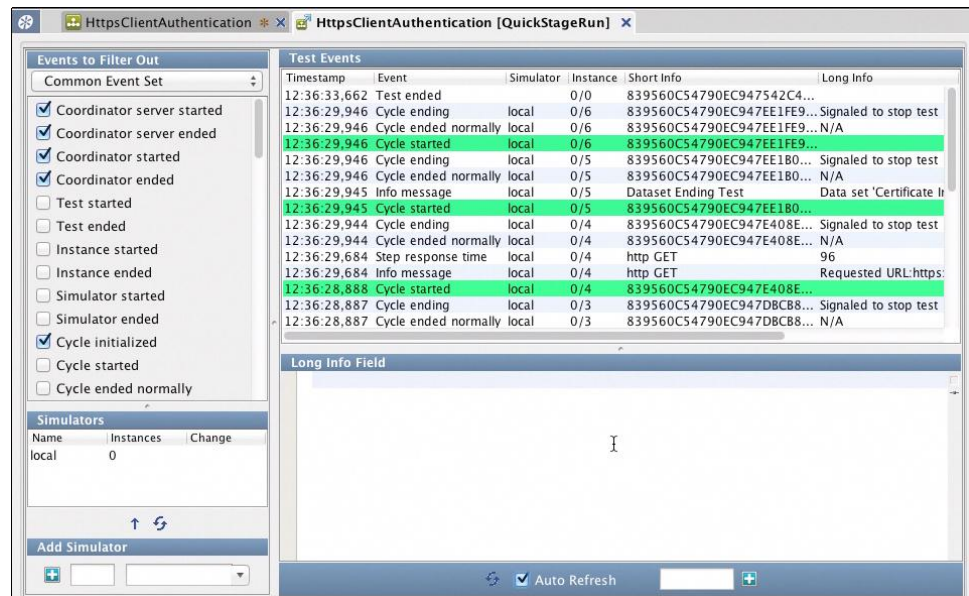 HttpsClientAuthentication HttpsClientAuthentication [QuickStageRun]
Events to Filter Out
Common Event Set
Coordinator server started
Coordinator server ended
Coordinator started
Coordinator ended
Test started
Test ended
Instance started
Instance ended
Simulator started
Simulator ended
Cycle initialized
Cycle started
Cycle ended normally
Simulators
Name Instances Change
local 0
Add Simulator
Test Events
Timestamp Event Simulator Instance Short Info Long Info
12:36:33,662 Test ended 0/0 839560C54790EC947542C4...
12:36:29,946 Cycle ending local 0/6 839560C54790EC947EE1FE9... Signaled to stop test
12:36:29,946 Cycle ended normally local 0/6 839560C54790EC947EE1FE9... N/A
12:36:29,946 Cycle started local 0/6 839560C54790EC947EE1FE9...
12:36:29,946 Cycle ending local 0/5 839560C54790EC947EE1B0... Signaled to stop test
12:36:29,946 Cycle ended normally local 0/5 839560C54790EC947EE1B0... N/A
12:36:29,945 Info message local 0/5 Dataset Ending Test Data set 'Certificate Ir
12:36:29,945 Cycle started local 0/5 839560C54790EC947EE1B0...
12:36:29,944 Cycle ending local 0/4 839560C54790EC947E408E... Signaled to stop test
12:36:29,944 Cycle ended normally local 0/4 839560C54790EC947E408E... N/A
12:36:29,684 Step response time local 0/4 http GET 96
12:36:29,684 Info message local 0/4 http GET Requested URL:https:
12:36:28,888 Cycle started local 0/4 839560C54790EC947E408E...
12:36:28,887 Cycle ending local 0/3 839560C54790EC947DBCB8... Signaled to stop test
12:36:28,887 Cycle ended normally local 0/3 839560C54790EC947DBCB8... N/A
Long Info Field
Auto Refresh